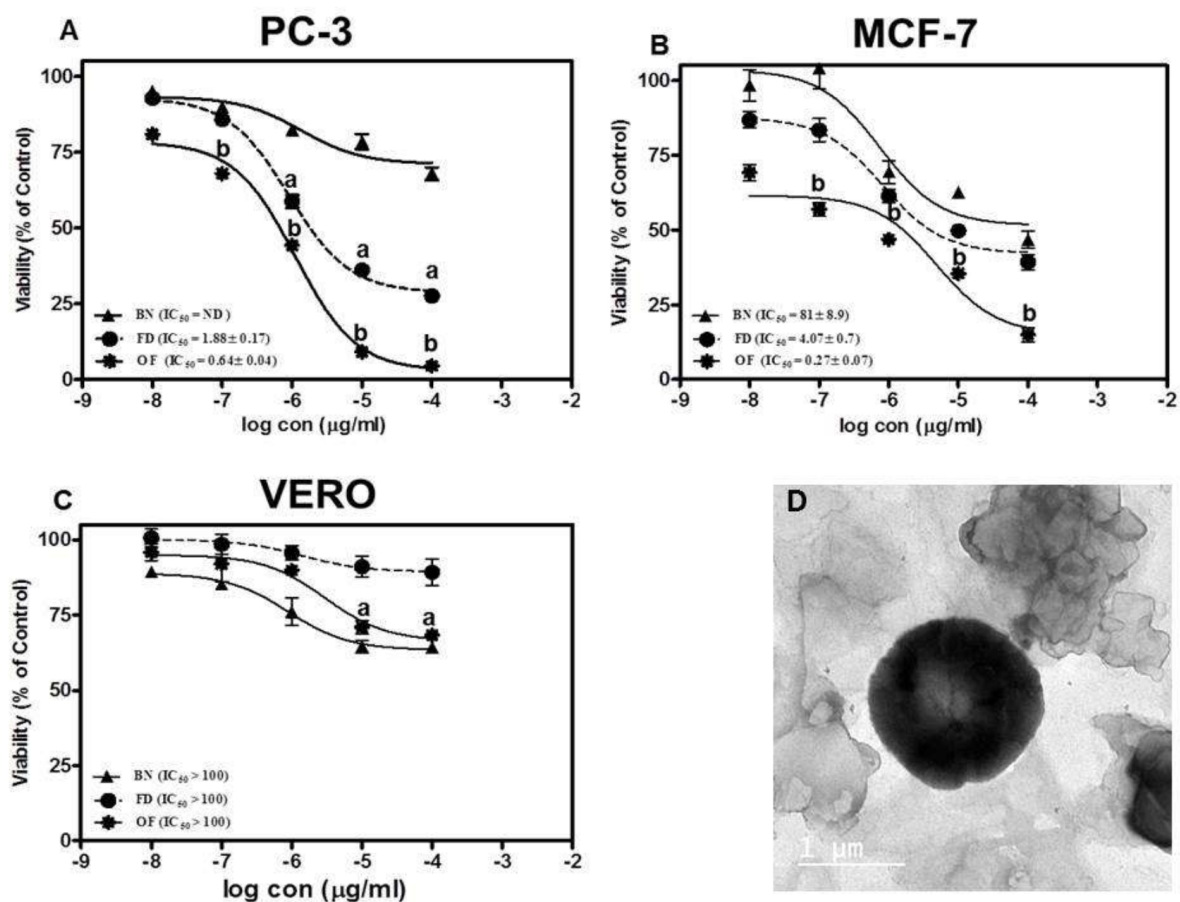 A
PC-3
100
75
50
25
0
Viability (% of Control)
b
a
b
a
a
b
b
BN (IC50 = ND )
FD (IC50 = 1.88± 0.17)
OF (IC50 = 0.64± 0.04)
-9 -8 -7 -6 -5 -4 -3 -2
log con (µg/ml)
B
MCF-7
100
75
50
25
0
Viability (% of Control)
b
b
b
b
BN (IC50 = 81± 8.9)
FD (IC50 = 4.07± 0.7)
OF (IC50 = 0.27± 0.07)
-9 -8 -7 -6 -5 -4 -3 -2
log con (µg/ml)
C
VERO
100
75
50
25
0
Viability (% of Control)
a
a
BN (IC50 > 100)
FD (IC50 > 100)
OF (IC50 > 100)
-9 -8 -7 -6 -5 -4 -3 -2
log con (µg/ml)
D
1 µm